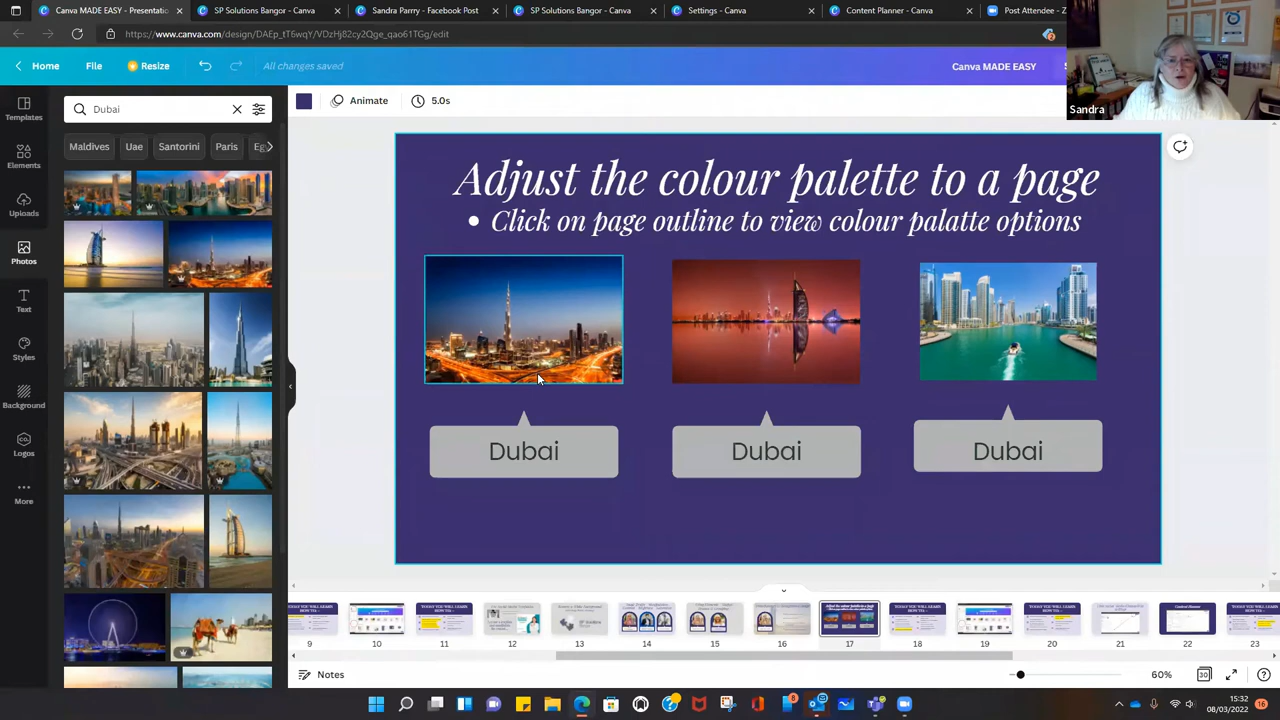 Canva MADE EASY - Presentatio
SP Solutions Bangor - Canva
Sandra Parrry - Facebook Post
SP Solutions Bangor - Canva
Settings - Canva
Content Planner - Canva
Post Attendee - Z
https://www.canva.com/design/DAEp_tT6wqY/VDzHj82cy2Qge_qao61TGg/edit
Home
File
Resize
All changes saved
Canva MADE EASY
Sandra
Templates
Elements
Uploads
Photos
Text
Styles
Background
Logos
More
Dubai
Maldives
Uae
Santorini
Paris
Animate
5.0s
Adjust the colour palette to a page
• Click on page outline to view colour palatte options
Dubai
Dubai
Dubai
9
10
11
12
13
14
15
16
17
18
19
20
21
22
23
Notes
60%
30
15:32
08/03/2022
16